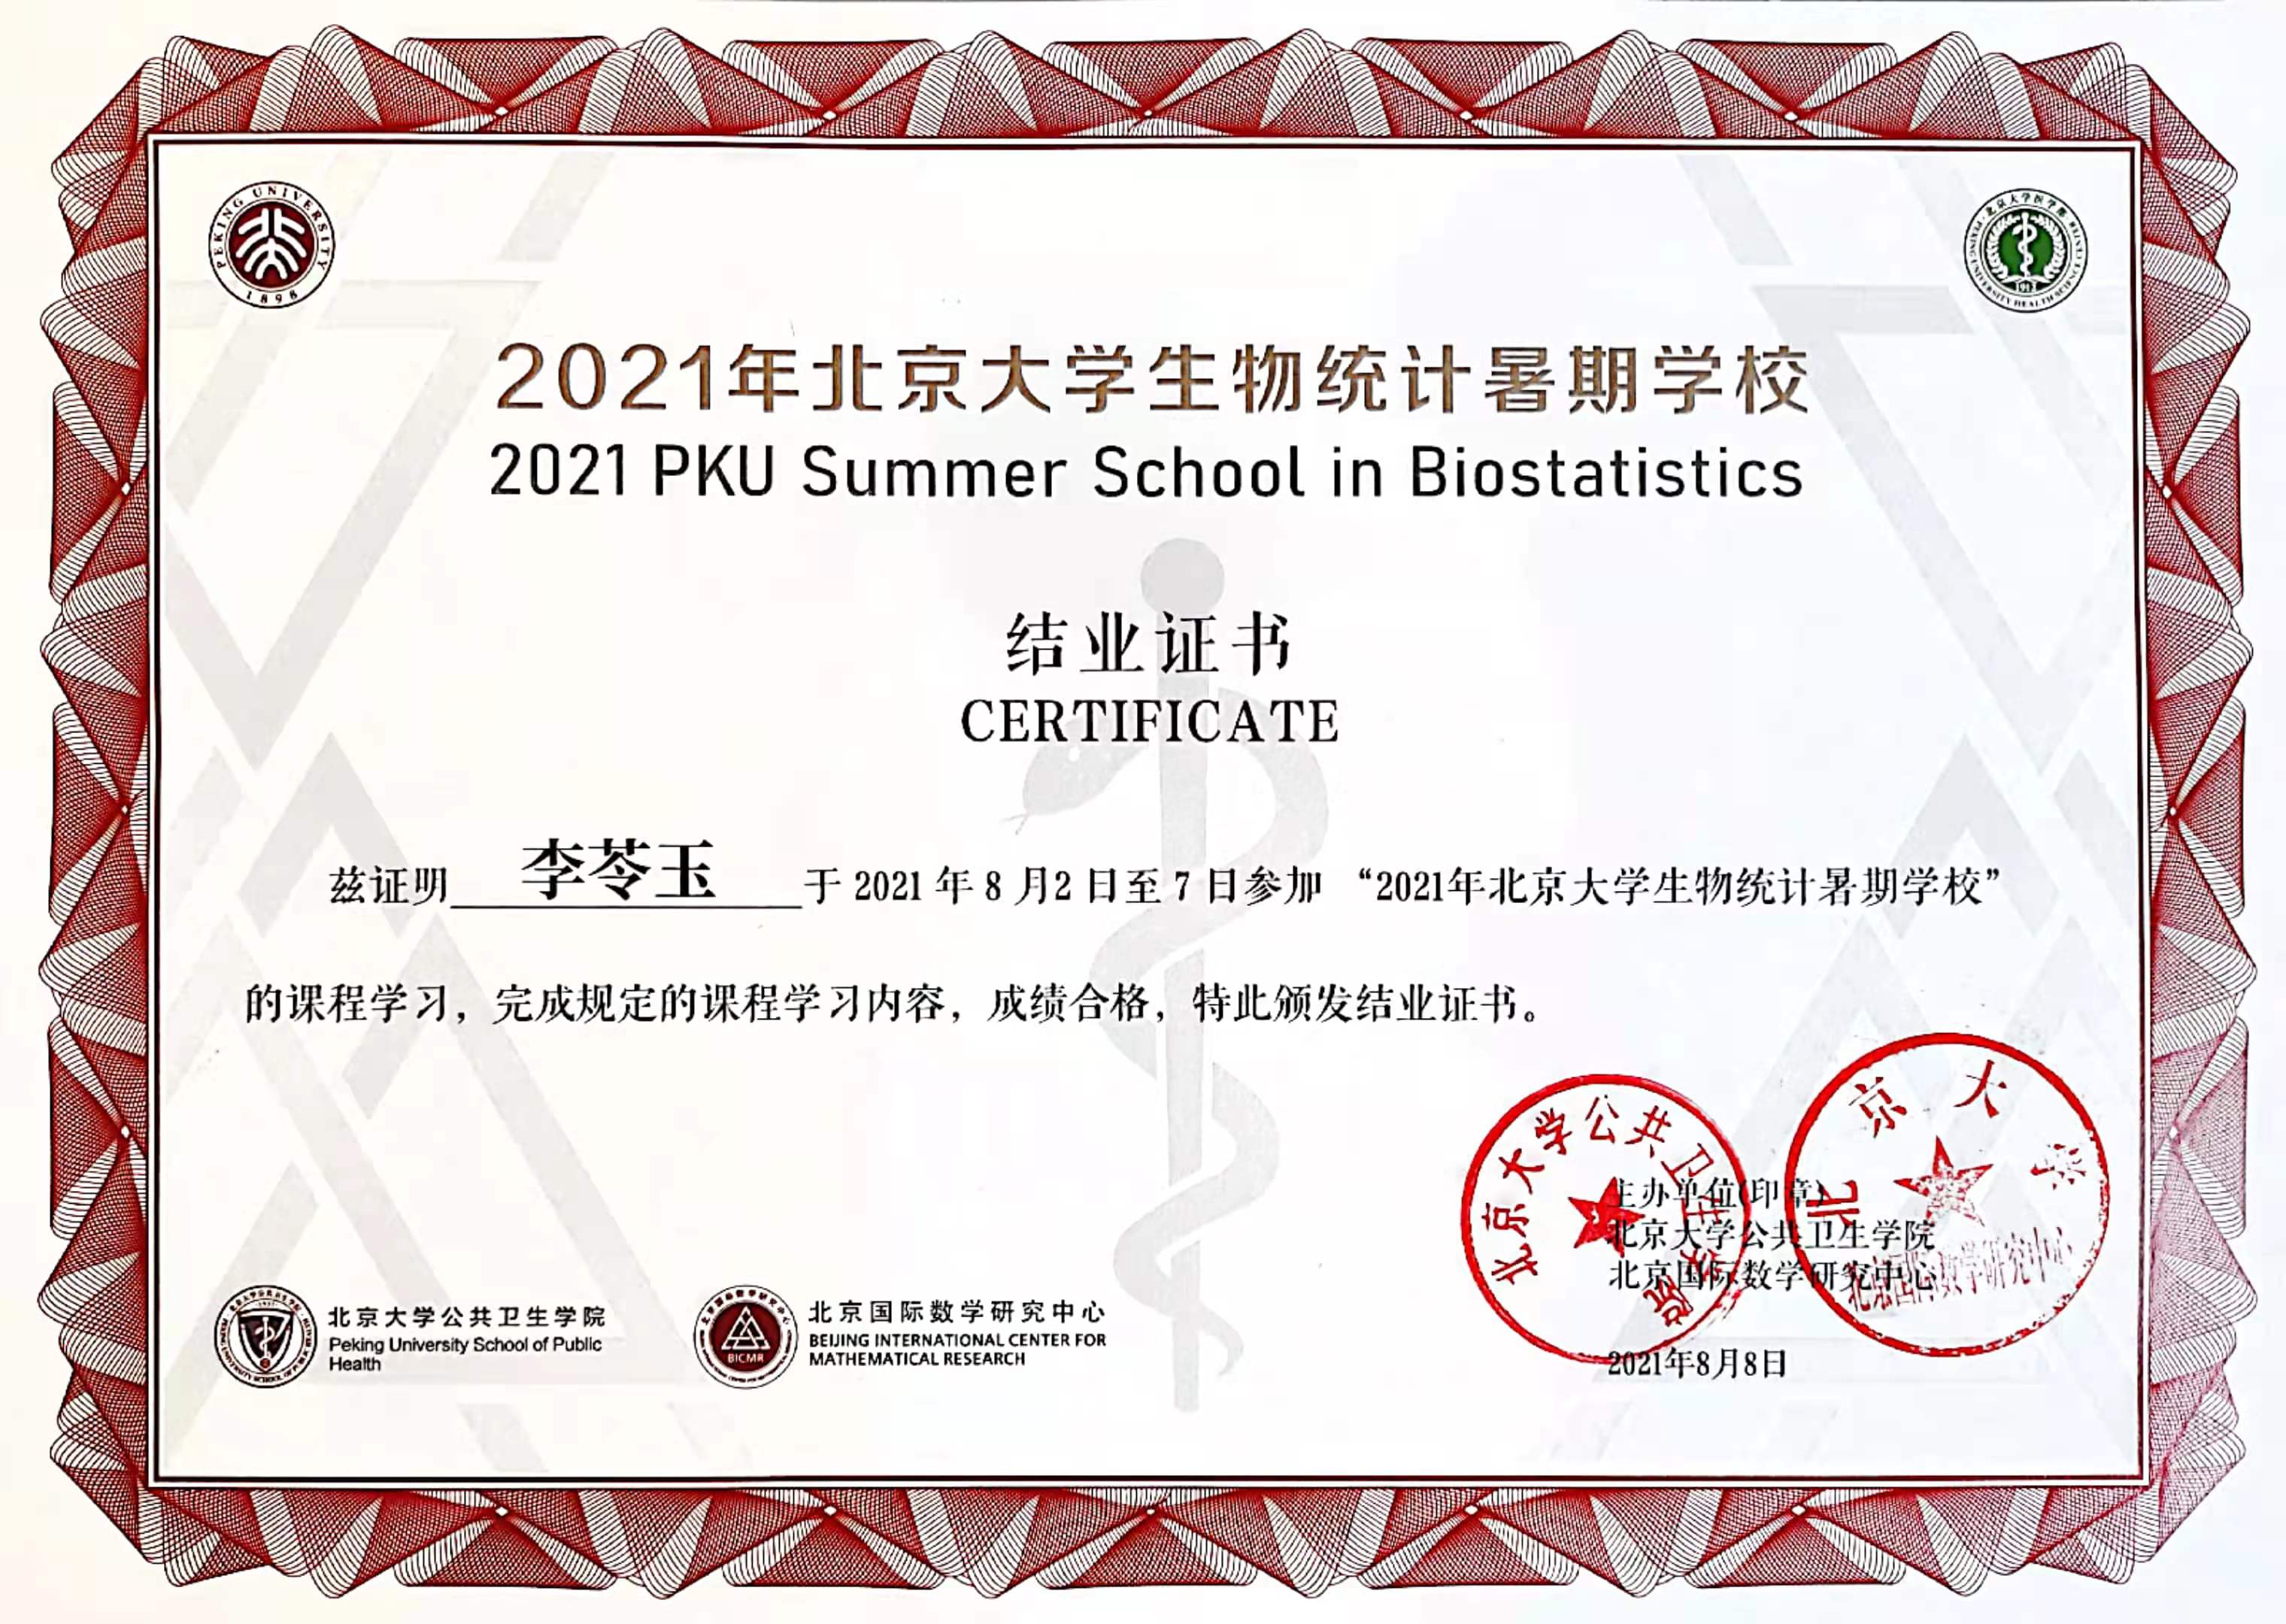 PEKING UNIVERSITY
1898
北京大学医学部
PEKING UNIVERSITY HEALTH SCIENCE CENTER
2021年北京大学生物统计暑期学校
2021 PKU Summer School in Biostatistics
结业证书
CERTIFICATE
兹证明 李苓玉 于 2021 年 8 月2 日至 7 日参加 “2021年北京大学生物统计暑期学校”
的课程学习，完成规定的课程学习内容，成绩合格，特此颁发结业证书。
北京大学公共卫生学院
北京大学
北京国际数学研究中心
主办单位(印章)
北京大学公共卫生学院
北京国际数学研究中心
2021年8月8日
北京大学公共卫生学院
Peking University School of Public
Health
BICMR
北京国际数学研究中心
BEIJING INTERNATIONAL CENTER FOR
MATHEMATICAL RESEARCH